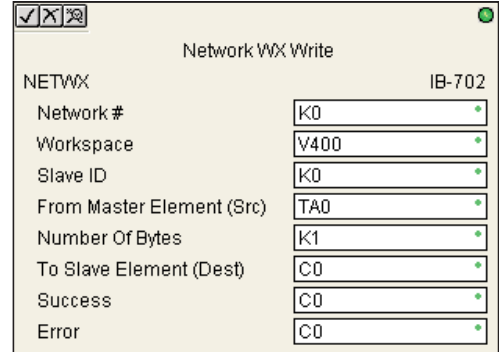 Network WX Write
NETWX IB-702
Network # K0
Workspace V400
Slave ID K0
From Master Element (Src) TA0
Number Of Bytes K1
To Slave Element (Dest) C0
Success C0
Error C0